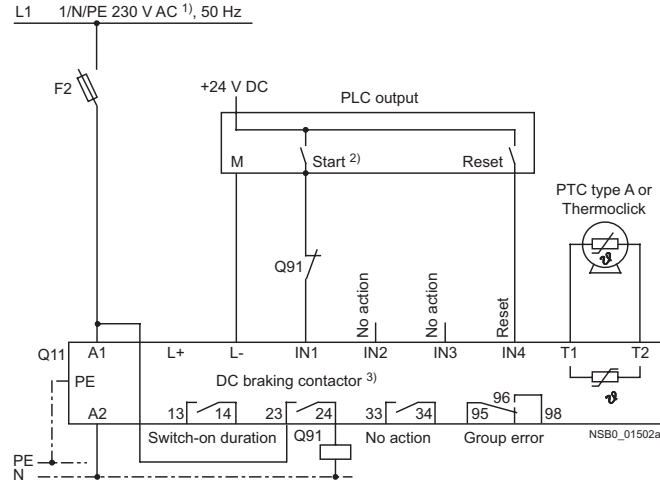 L1 1/N/PE 230 V AC 1), 50 Hz
F2
+24 V DC
PLC output
M Start 2) Reset
PTC type A or
Thermoclick
ϑ
Q91
No action
No action
Reset
Q11 A1 L+ L- IN1 IN2 IN3 IN4 T1 T2
PE
DC braking contactor 3)
ϑ
A2
13 14 23 24 33 34 95 96 98
Switch-on duration Q91 No action Group error
NSB0_01502a
PE
N